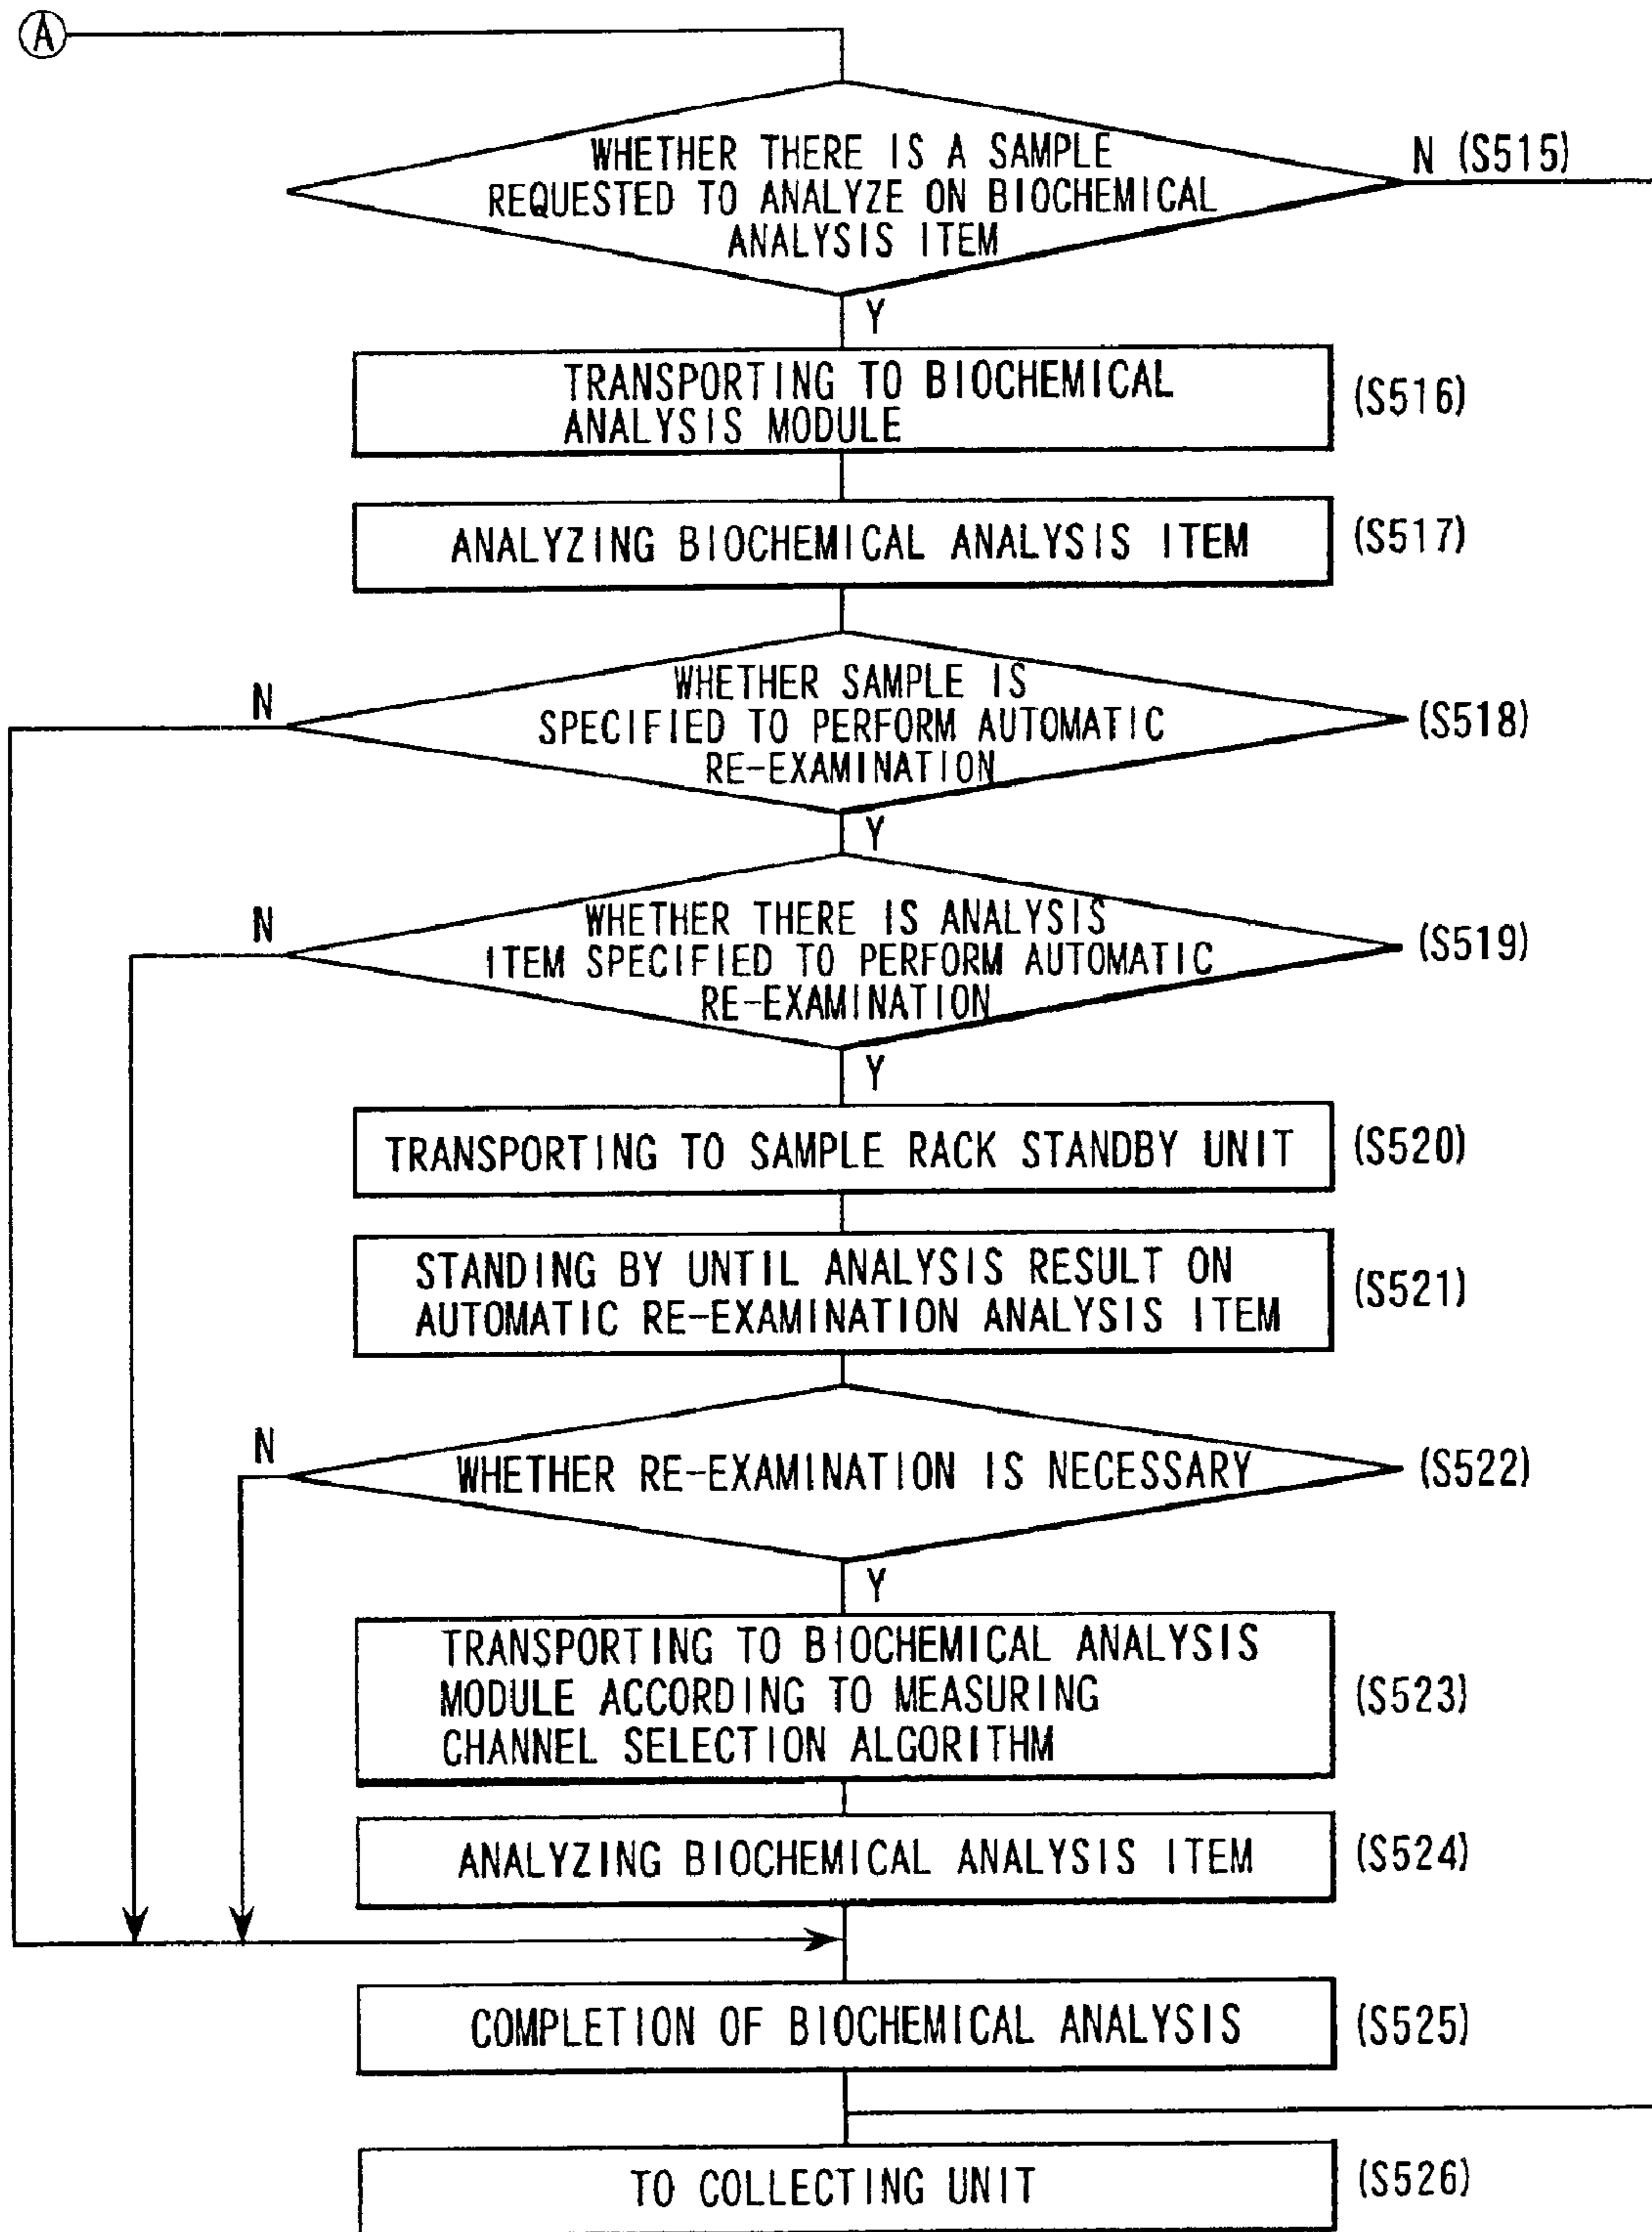 A
WHETHER THERE IS A SAMPLE
REQUESTED TO ANALYZE ON BIOCHEMICAL
ANALYSIS ITEM
N (S515)
Y
TRANSPORTING TO BIOCHEMICAL
ANALYSIS MODULE
(S516)
ANALYZING BIOCHEMICAL ANALYSIS ITEM
(S517)
WHETHER SAMPLE IS
SPECIFIED TO PERFORM AUTOMATIC
RE-EXAMINATION
N
(S518)
Y
WHETHER THERE IS ANALYSIS
ITEM SPECIFIED TO PERFORM AUTOMATIC
RE-EXAMINATION
N
(S519)
Y
TRANSPORTING TO SAMPLE RACK STANDBY UNIT
(S520)
STANDING BY UNTIL ANALYSIS RESULT ON
AUTOMATIC RE-EXAMINATION ANALYSIS ITEM
(S521)
N
WHETHER RE-EXAMINATION IS NECESSARY
(S522)
Y
TRANSPORTING TO BIOCHEMICAL ANALYSIS
MODULE ACCORDING TO MEASURING
CHANNEL SELECTION ALGORITHM
(S523)
ANALYZING BIOCHEMICAL ANALYSIS ITEM
(S524)
COMPLETION OF BIOCHEMICAL ANALYSIS
(S525)
TO COLLECTING UNIT
(S526)